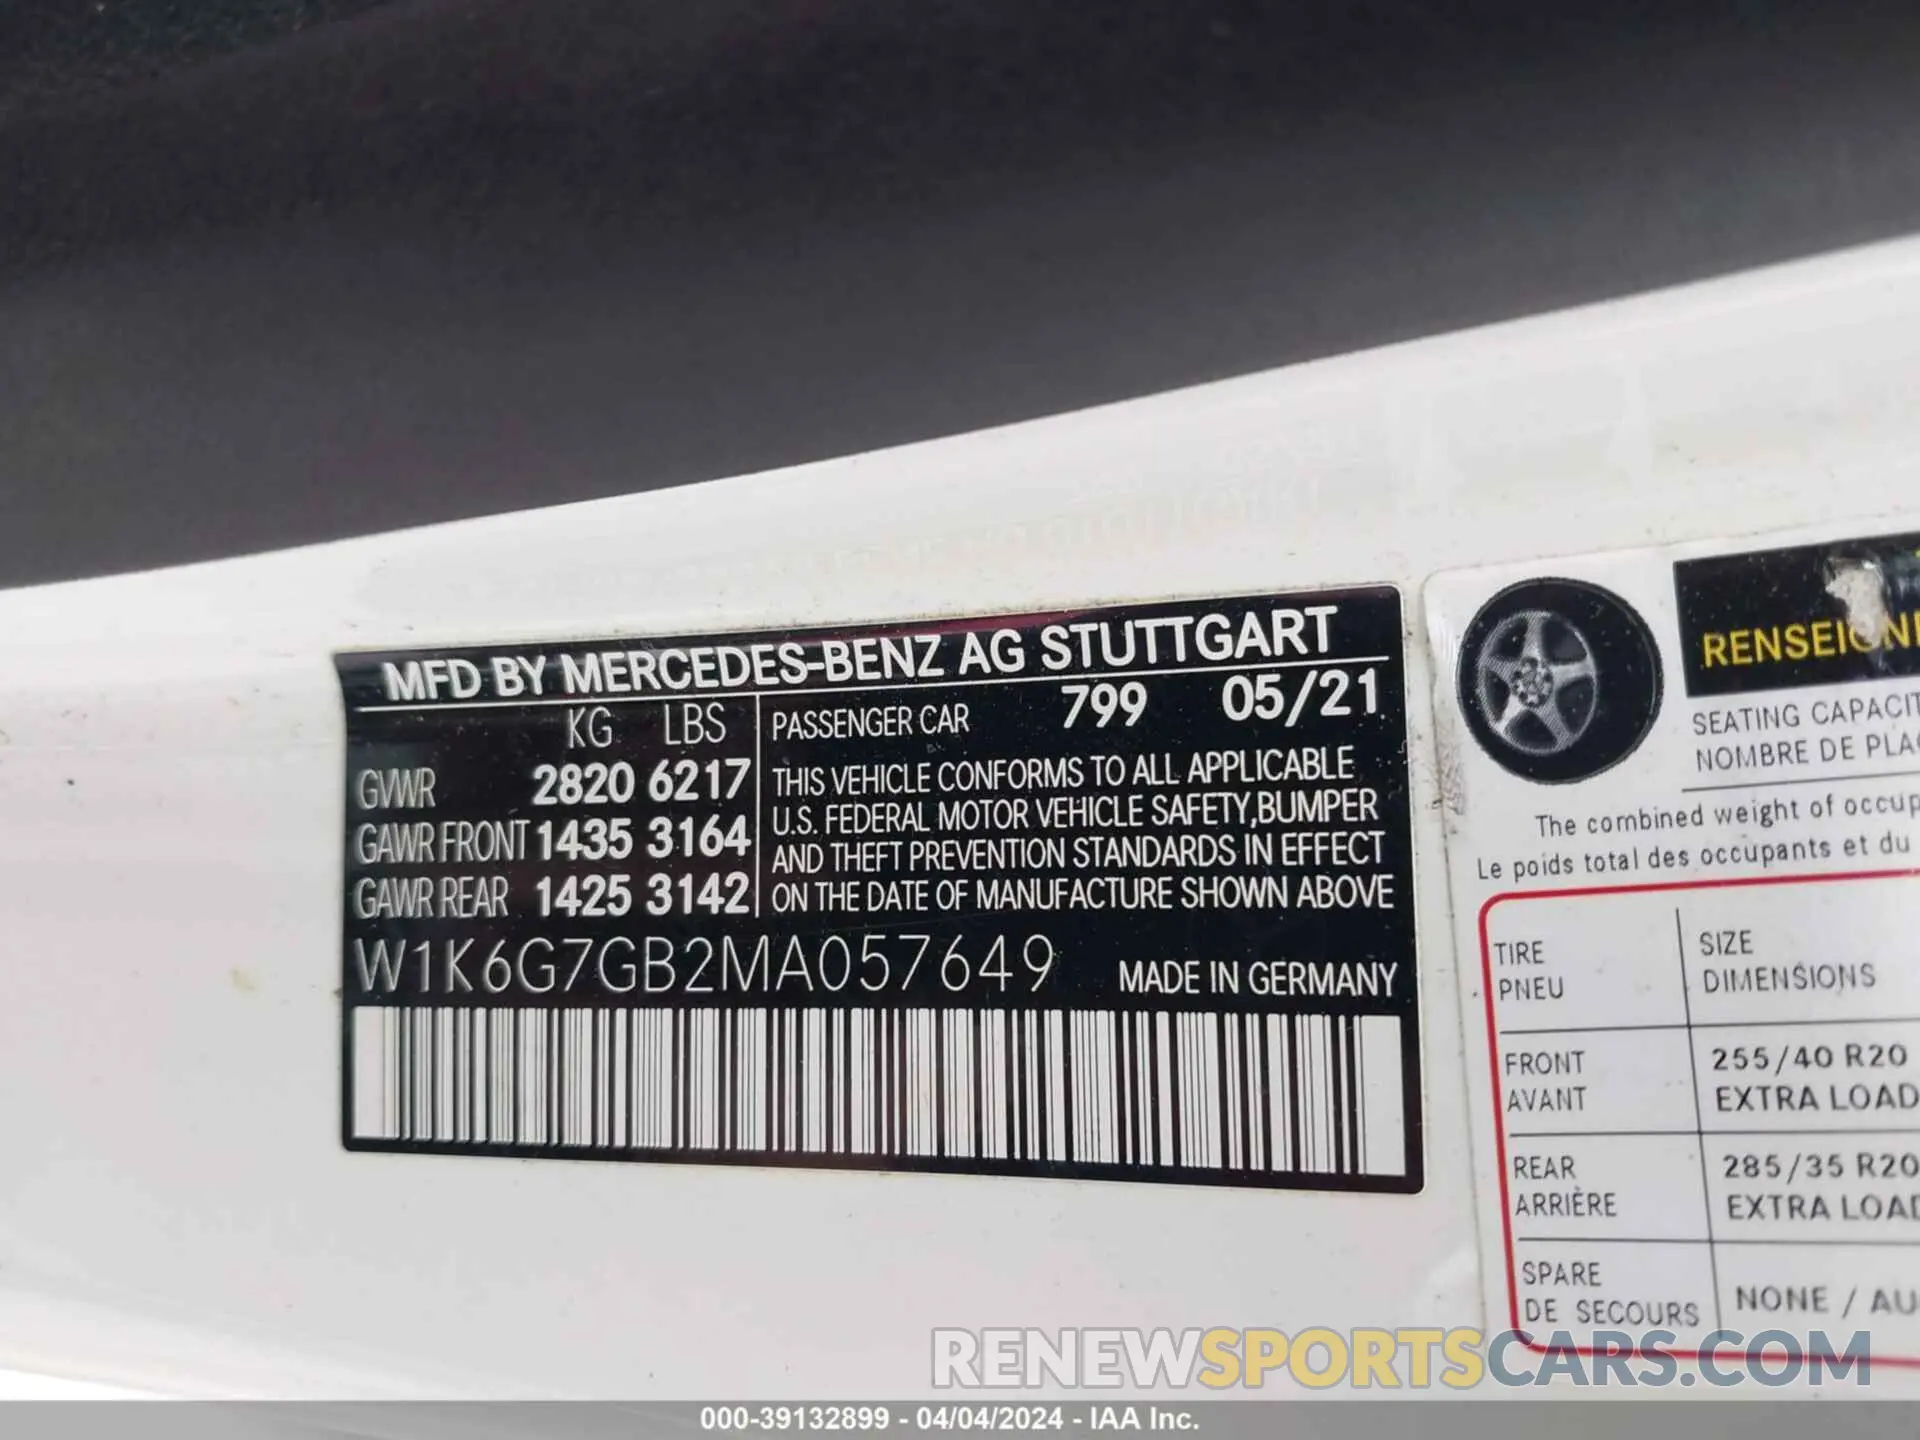 MFD BY MERCEDES-BENZ AG STUTTGART
KG LBS
GVWR 2820 6217
GAWR FRONT 1435 3164
GAWR REAR 1425 3142
PASSENGER CAR 799 05/21
THIS VEHICLE CONFORMS TO ALL APPLICABLE
U.S. FEDERAL MOTOR VEHICLE SAFETY, BUMPER
AND THEFT PREVENTION STANDARDS IN EFFECT
ON THE DATE OF MANUFACTURE SHOWN ABOVE
W1K6G7GB2MA057649 MADE IN GERMANY
SEATING
NOMBRE DE
The combined weight of
Le poids total des occupants et du
TIRE SIZE
PNEU DIMENSIONS
FRONT 255/40 R20
AVANT EXTRA LOAD
REAR 285/35 R20
ARRIÈRE EXTRA LOAD
SPARE
DE SECOURS
NONE /
RENEWSPORTSCARS.COM
000-39132899 - 04/04/2024 - IAA Inc.